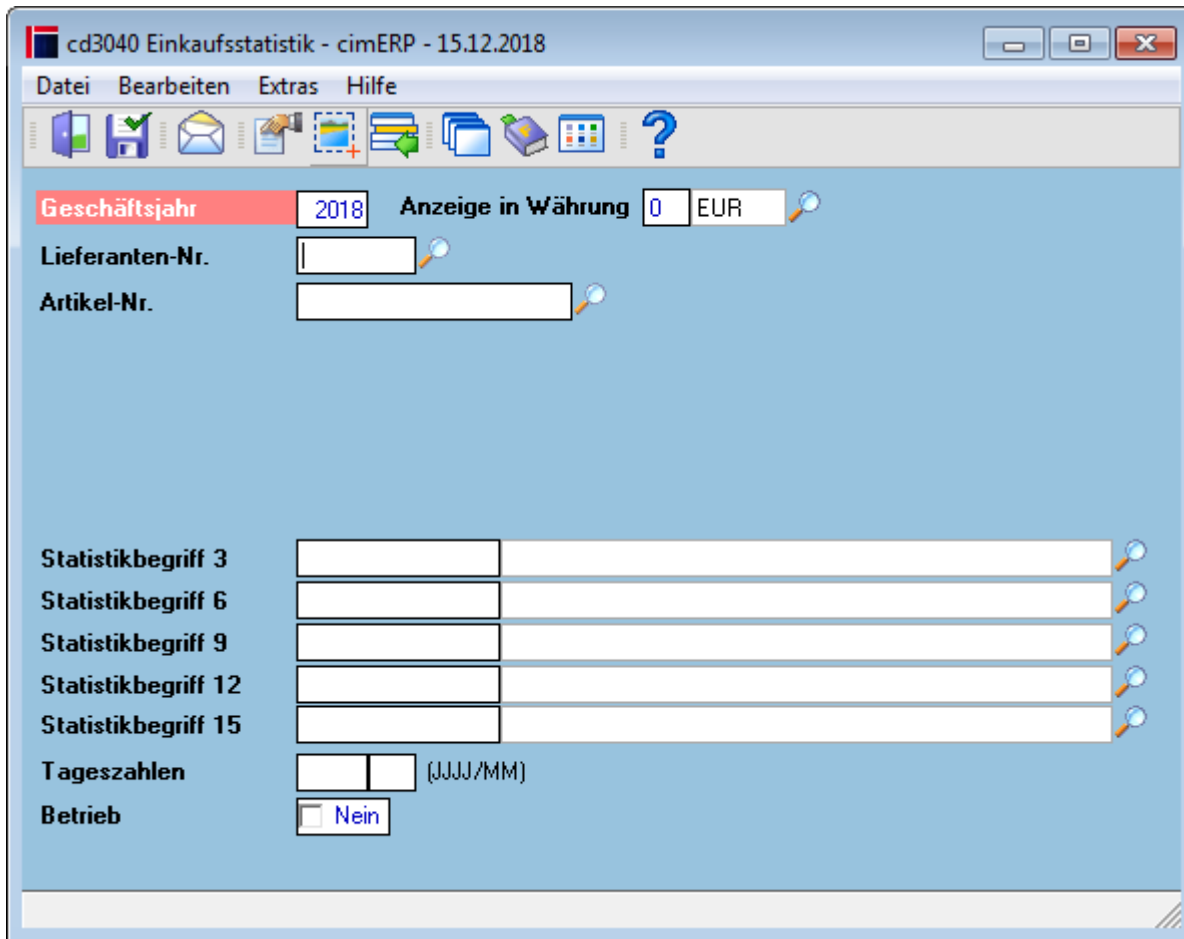 cd3040 Einkaufsstatistik - cimERP - 15.12.2018
Datei Bearbeiten Extras Hilfe
Geschäftsjahr 2018 Anzeige in Währung 0 EUR
Lieferanten-Nr.
Artikel-Nr.
Statistikbegriff 3
Statistikbegriff 6
Statistikbegriff 9
Statistikbegriff 12
Statistikbegriff 15
Tageszahlen (JJJJ/MM)
Betrieb Nein